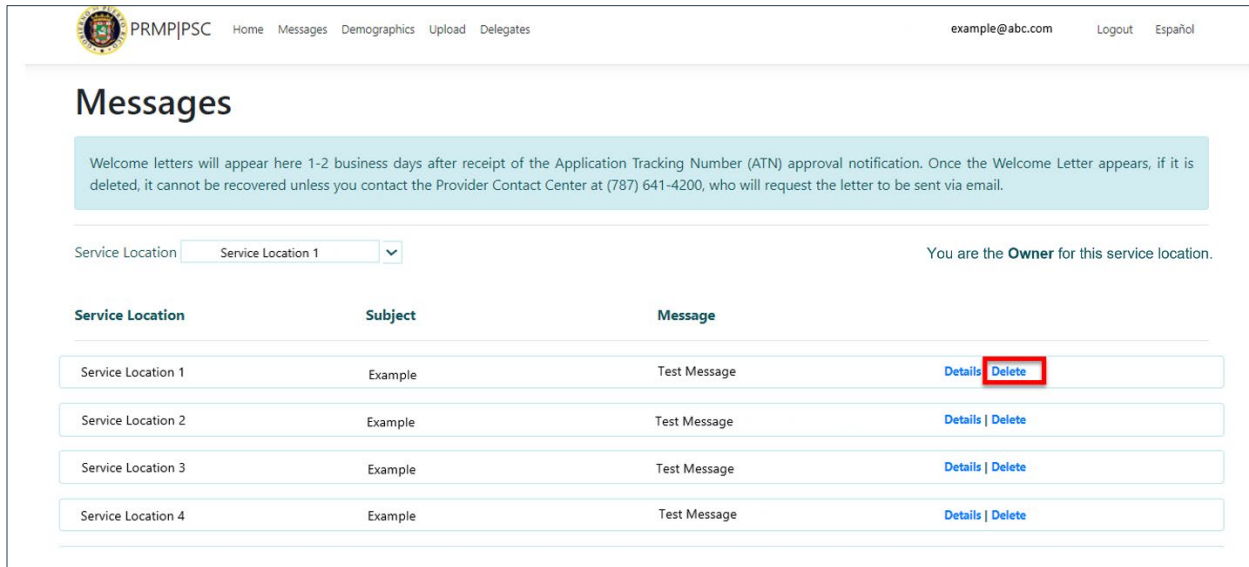 GOBIERNO DE PUERTO RICO
PRMP|PSC Home Messages Demographics Upload Delegates example@abc.com Logout Español
Messages
Welcome letters will appear here 1-2 business days after receipt of the Application Tracking Number (ATN) approval notification. Once the Welcome Letter appears, if it is
deleted, it cannot be recovered unless you contact the Provider Contact Center at (787) 641-4200, who will request the letter to be sent via email.
Service Location Service Location 1 You are the Owner for this service location.
Service Location Subject Message
Service Location 1 Example Test Message Details Delete
Service Location 2 Example Test Message Details | Delete
Service Location 3 Example Test Message Details | Delete
Service Location 4 Example Test Message Details | Delete